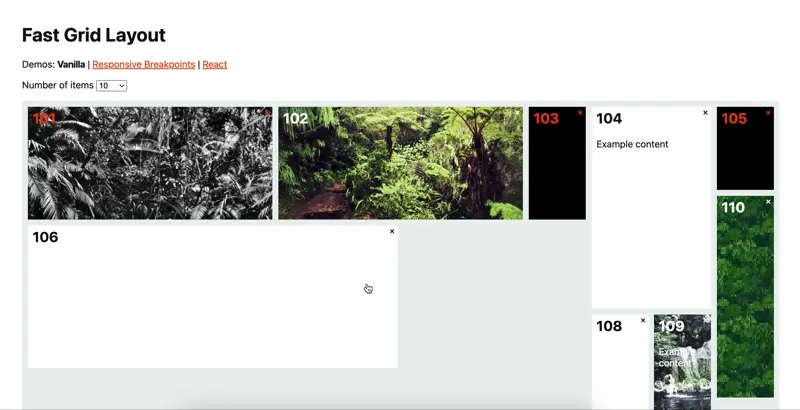 Fast Grid Layout
Demos: Vanilla | Responsive Breakpoints | React
Number of items 10
101 ×
102 ×
103 ×
104 ×
Example content
105 ×
106 ×
110 ×
108 ×
109 ×
Example content